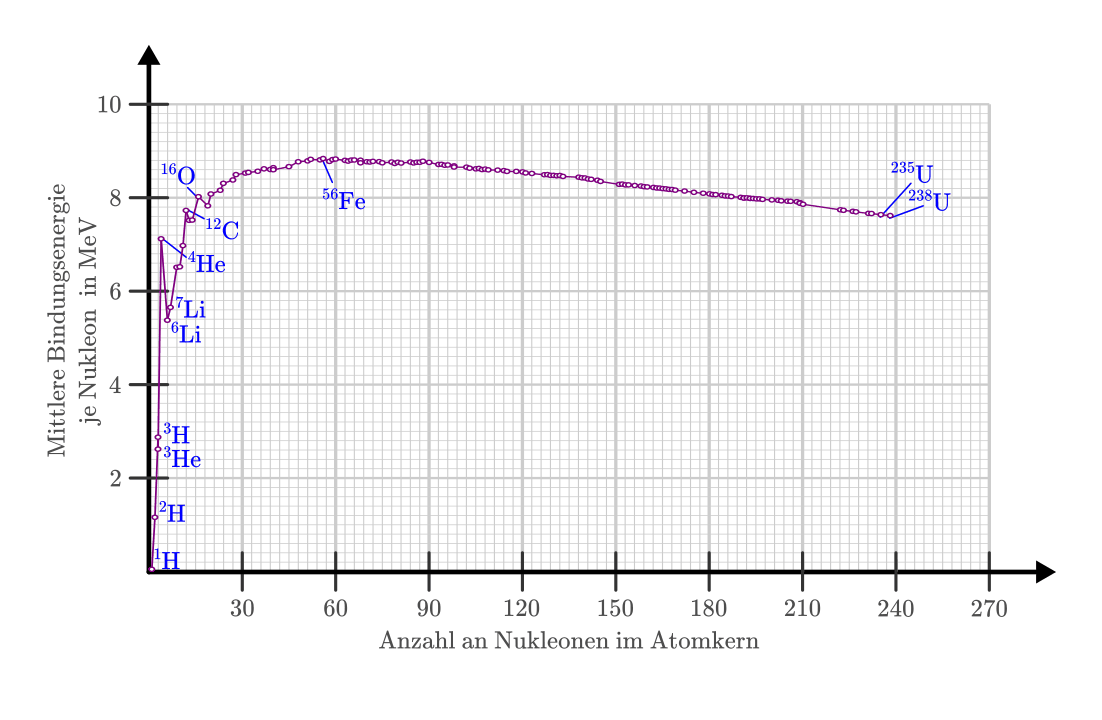 Mittlere Bindungsenergie
je Nukleon in MeV
10
8
6
4
2
¹⁶O
⁵⁶Fe
¹²C
⁴He
⁷Li
⁶Li
³H
³He
²H
¹H
²³⁵U
²³⁸U
30 60 90 120 150 180 210 240 270
Anzahl an Nukleonen im Atomkern